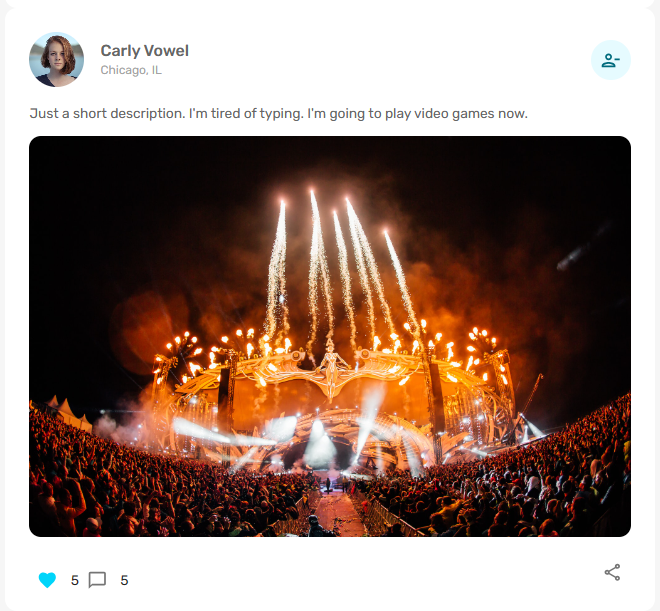 Carly Vowel
Chicago, IL
Just a short description. I'm tired of typing. I'm going to play video games now.
5 5